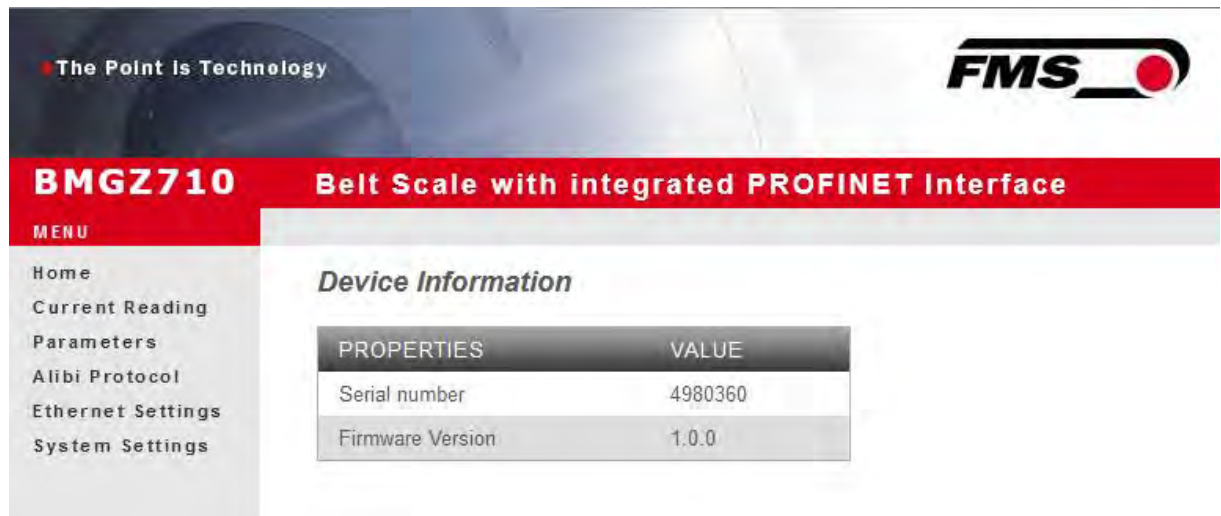 The Point is Technology
FMS
BMGZ710 Belt Scale with integrated PROFINET Interface
MENU
Home
Current Reading
Parameters
Alibi Protocol
Ethernet Settings
System Settings
Device Information
PROPERTIES VALUE
Serial number 4980360
Firmware Version 1.0.0